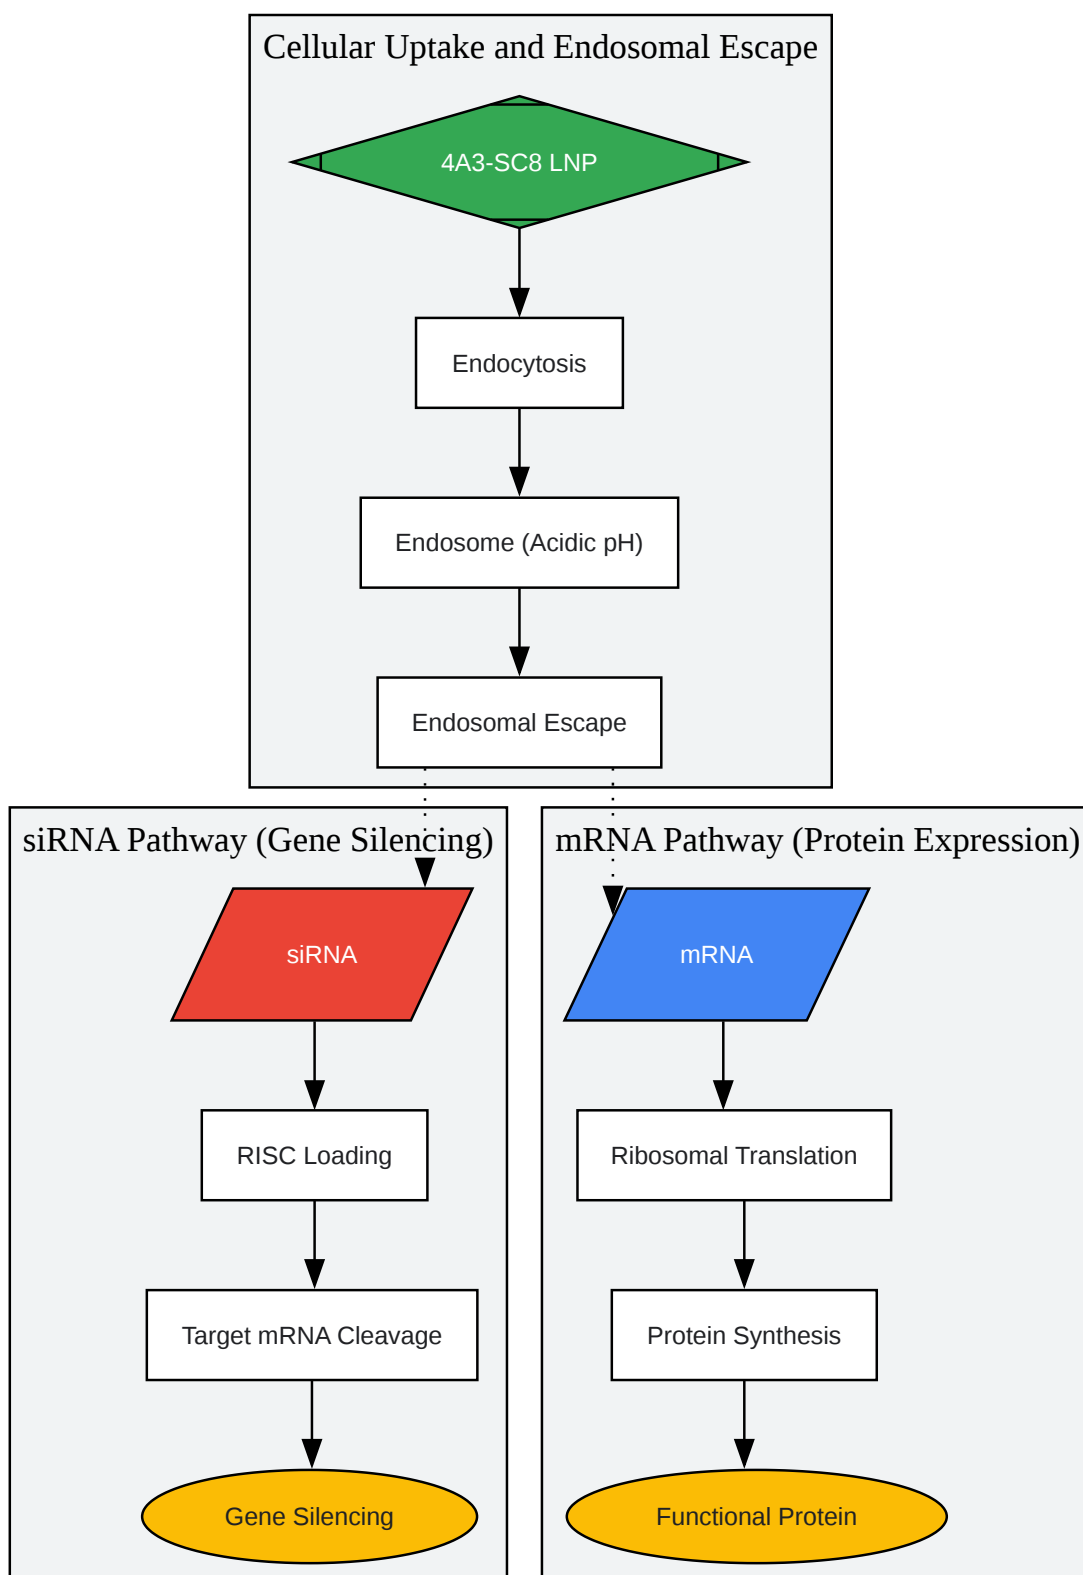 Cellular Uptake and Endosomal Escape
4A3-SC8 LNP
Endocytosis
Endosome (Acidic pH)
Endosomal Escape
siRNA Pathway (Gene Silencing)
siRNA
RISC Loading
Target mRNA Cleavage
Gene Silencing
mRNA Pathway (Protein Expression)
mRNA
Ribosomal Translation
Protein Synthesis
Functional Protein